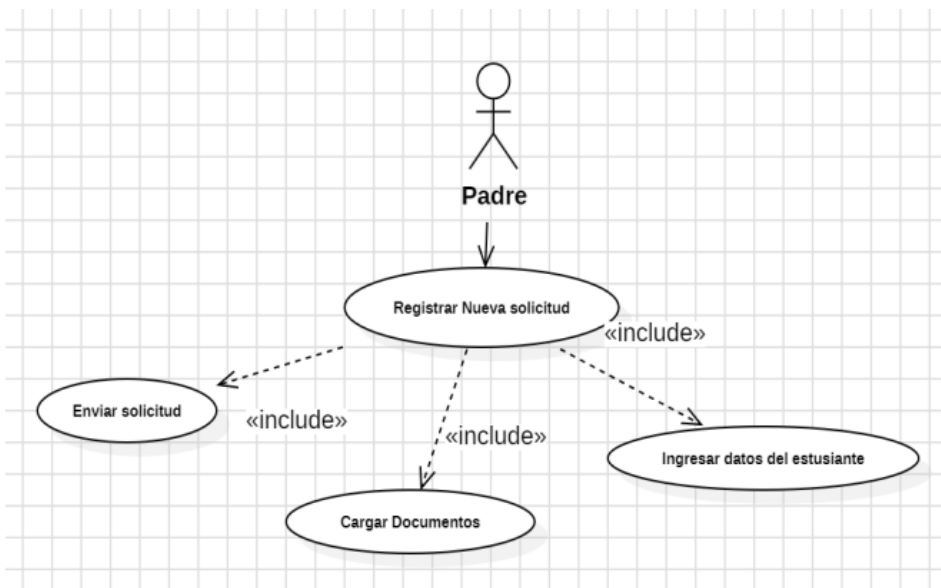 Padre
Registrar Nueva solicitud
«include»
Enviar solicitud
«include»
«include»
Ingresar datos del estusiante
Cargar Documentos